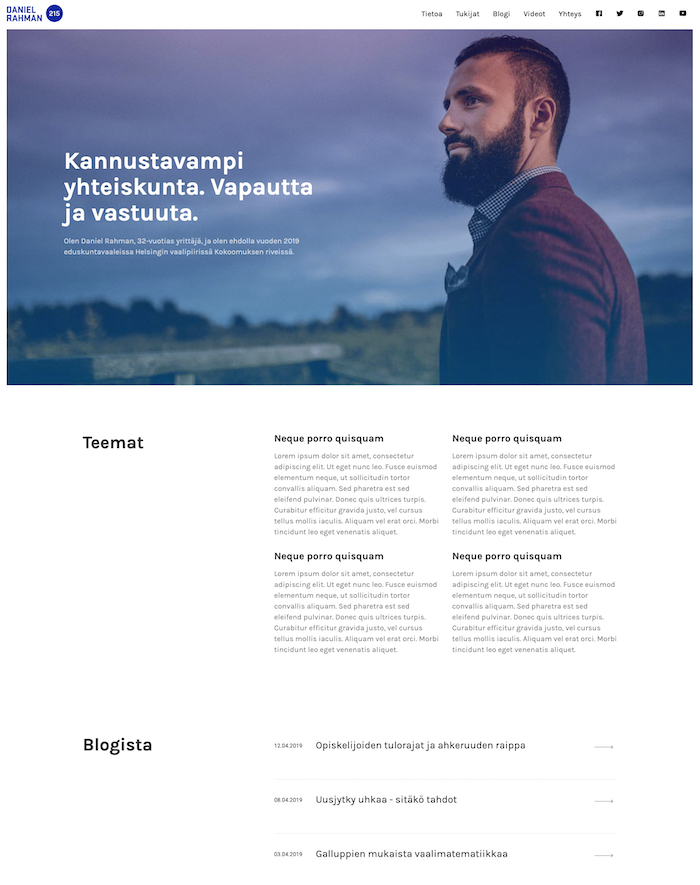 DANIEL
RAHMAN
215
Tietoa Tukijat Blogi Videot Yhteys
Kannustavampi
yhteiskunta. Vapautta
ja vastuuta.
Olen Daniel Rahman, 32-vuotias yrittäjä, ja olen ehdolla vuoden 2019
eduskuntavaaleissa Helsingin vaalipiirissä Kokoomuksen riveissä.
Teemat
Neque porro quisquam
Lorem ipsum dolor sit amet, consectetur
adipiscing elit. Ut eget nunc leo. Fusce euismod
elementum neque, ut sollicitudin tortor
convallis aliquam. Sed pharetra est sed
eleifend pulvinar. Donec quis ultrices turpis.
Curabitur efficitur gravida justo, vel cursus
tellus mollis iaculis. Aliquam vel erat orci. Morbi
tincidunt leo eget venenatis aliquet.
Neque porro quisquam
Lorem ipsum dolor sit amet, consectetur
adipiscing elit. Ut eget nunc leo. Fusce euismod
elementum neque, ut sollicitudin tortor
convallis aliquam. Sed pharetra est sed
eleifend pulvinar. Donec quis ultrices turpis.
Curabitur efficitur gravida justo, vel cursus
tellus mollis iaculis. Aliquam vel erat orci. Morbi
tincidunt leo eget venenatis aliquet.
Neque porro quisquam
Lorem ipsum dolor sit amet, consectetur
adipiscing elit. Ut eget nunc leo. Fusce euismod
elementum neque, ut sollicitudin tortor
convallis aliquam. Sed pharetra est sed
eleifend pulvinar. Donec quis ultrices turpis.
Curabitur efficitur gravida justo, vel cursus
tellus mollis iaculis. Aliquam vel erat orci. Morbi
tincidunt leo eget venenatis aliquet.
Neque porro quisquam
Lorem ipsum dolor sit amet, consectetur
adipiscing elit. Ut eget nunc leo. Fusce euismod
elementum neque, ut sollicitudin tortor
convallis aliquam. Sed pharetra est sed
eleifend pulvinar. Donec quis ultrices turpis.
Curabitur efficitur gravida justo, vel cursus
tellus mollis iaculis. Aliquam vel erat orci. Morbi
tincidunt leo eget venenatis aliquet.
Blogista
12.04.2019 Opiskelijoiden tulorajat ja ahkeruuden raippa
08.04.2019 Uusjytky uhkaa - sitäkö tahdot
03.04.2019 Galluppien mukaista vaalimatematiikkaa